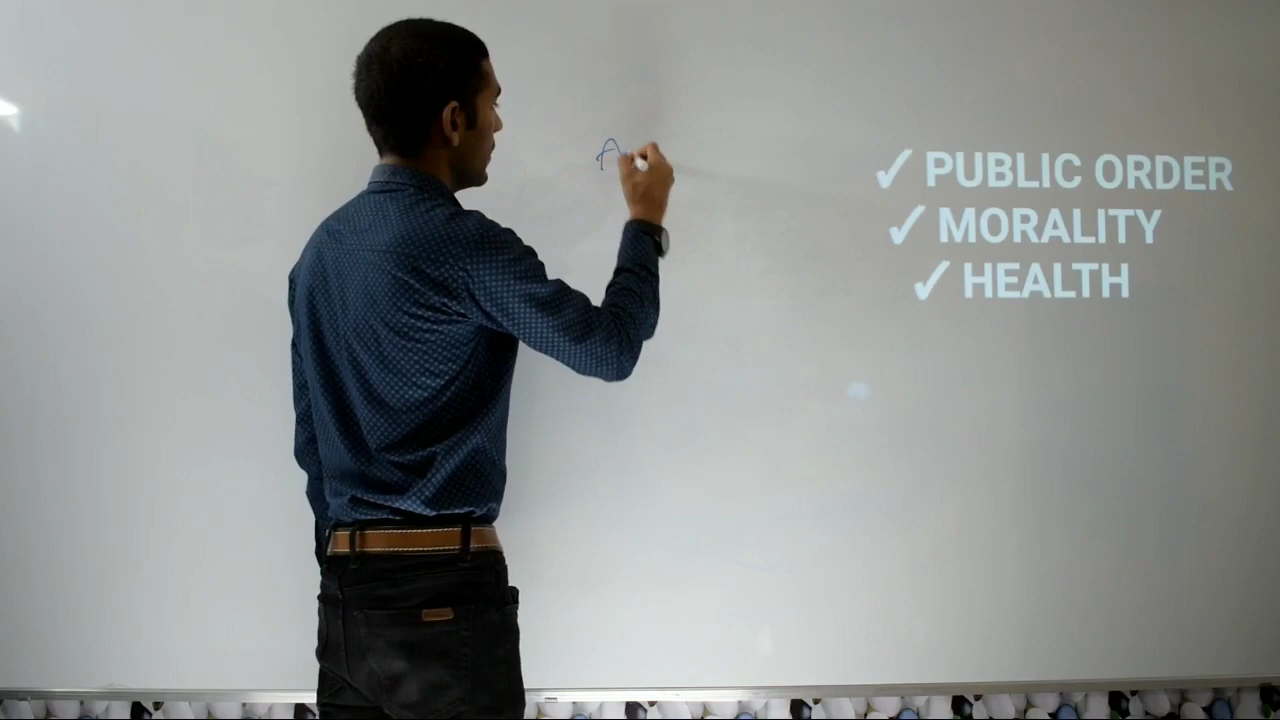 A
✓ PUBLIC ORDER
✓ MORALITY
✓ HEALTH